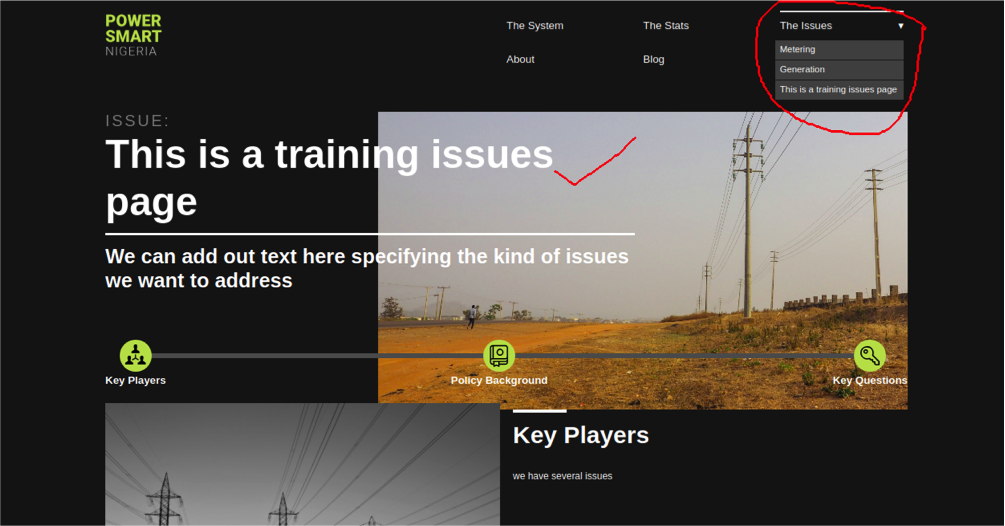 POWER
SMART
NIGERIA
The System
The Stats
The Issues ▼
About
Blog
Metering
Generation
This is a training issues page
ISSUE:
This is a training issues
page
We can add out text here specifying the kind of issues
we want to address
Key Players
Policy Background
Key Questions
Key Players
we have several issues